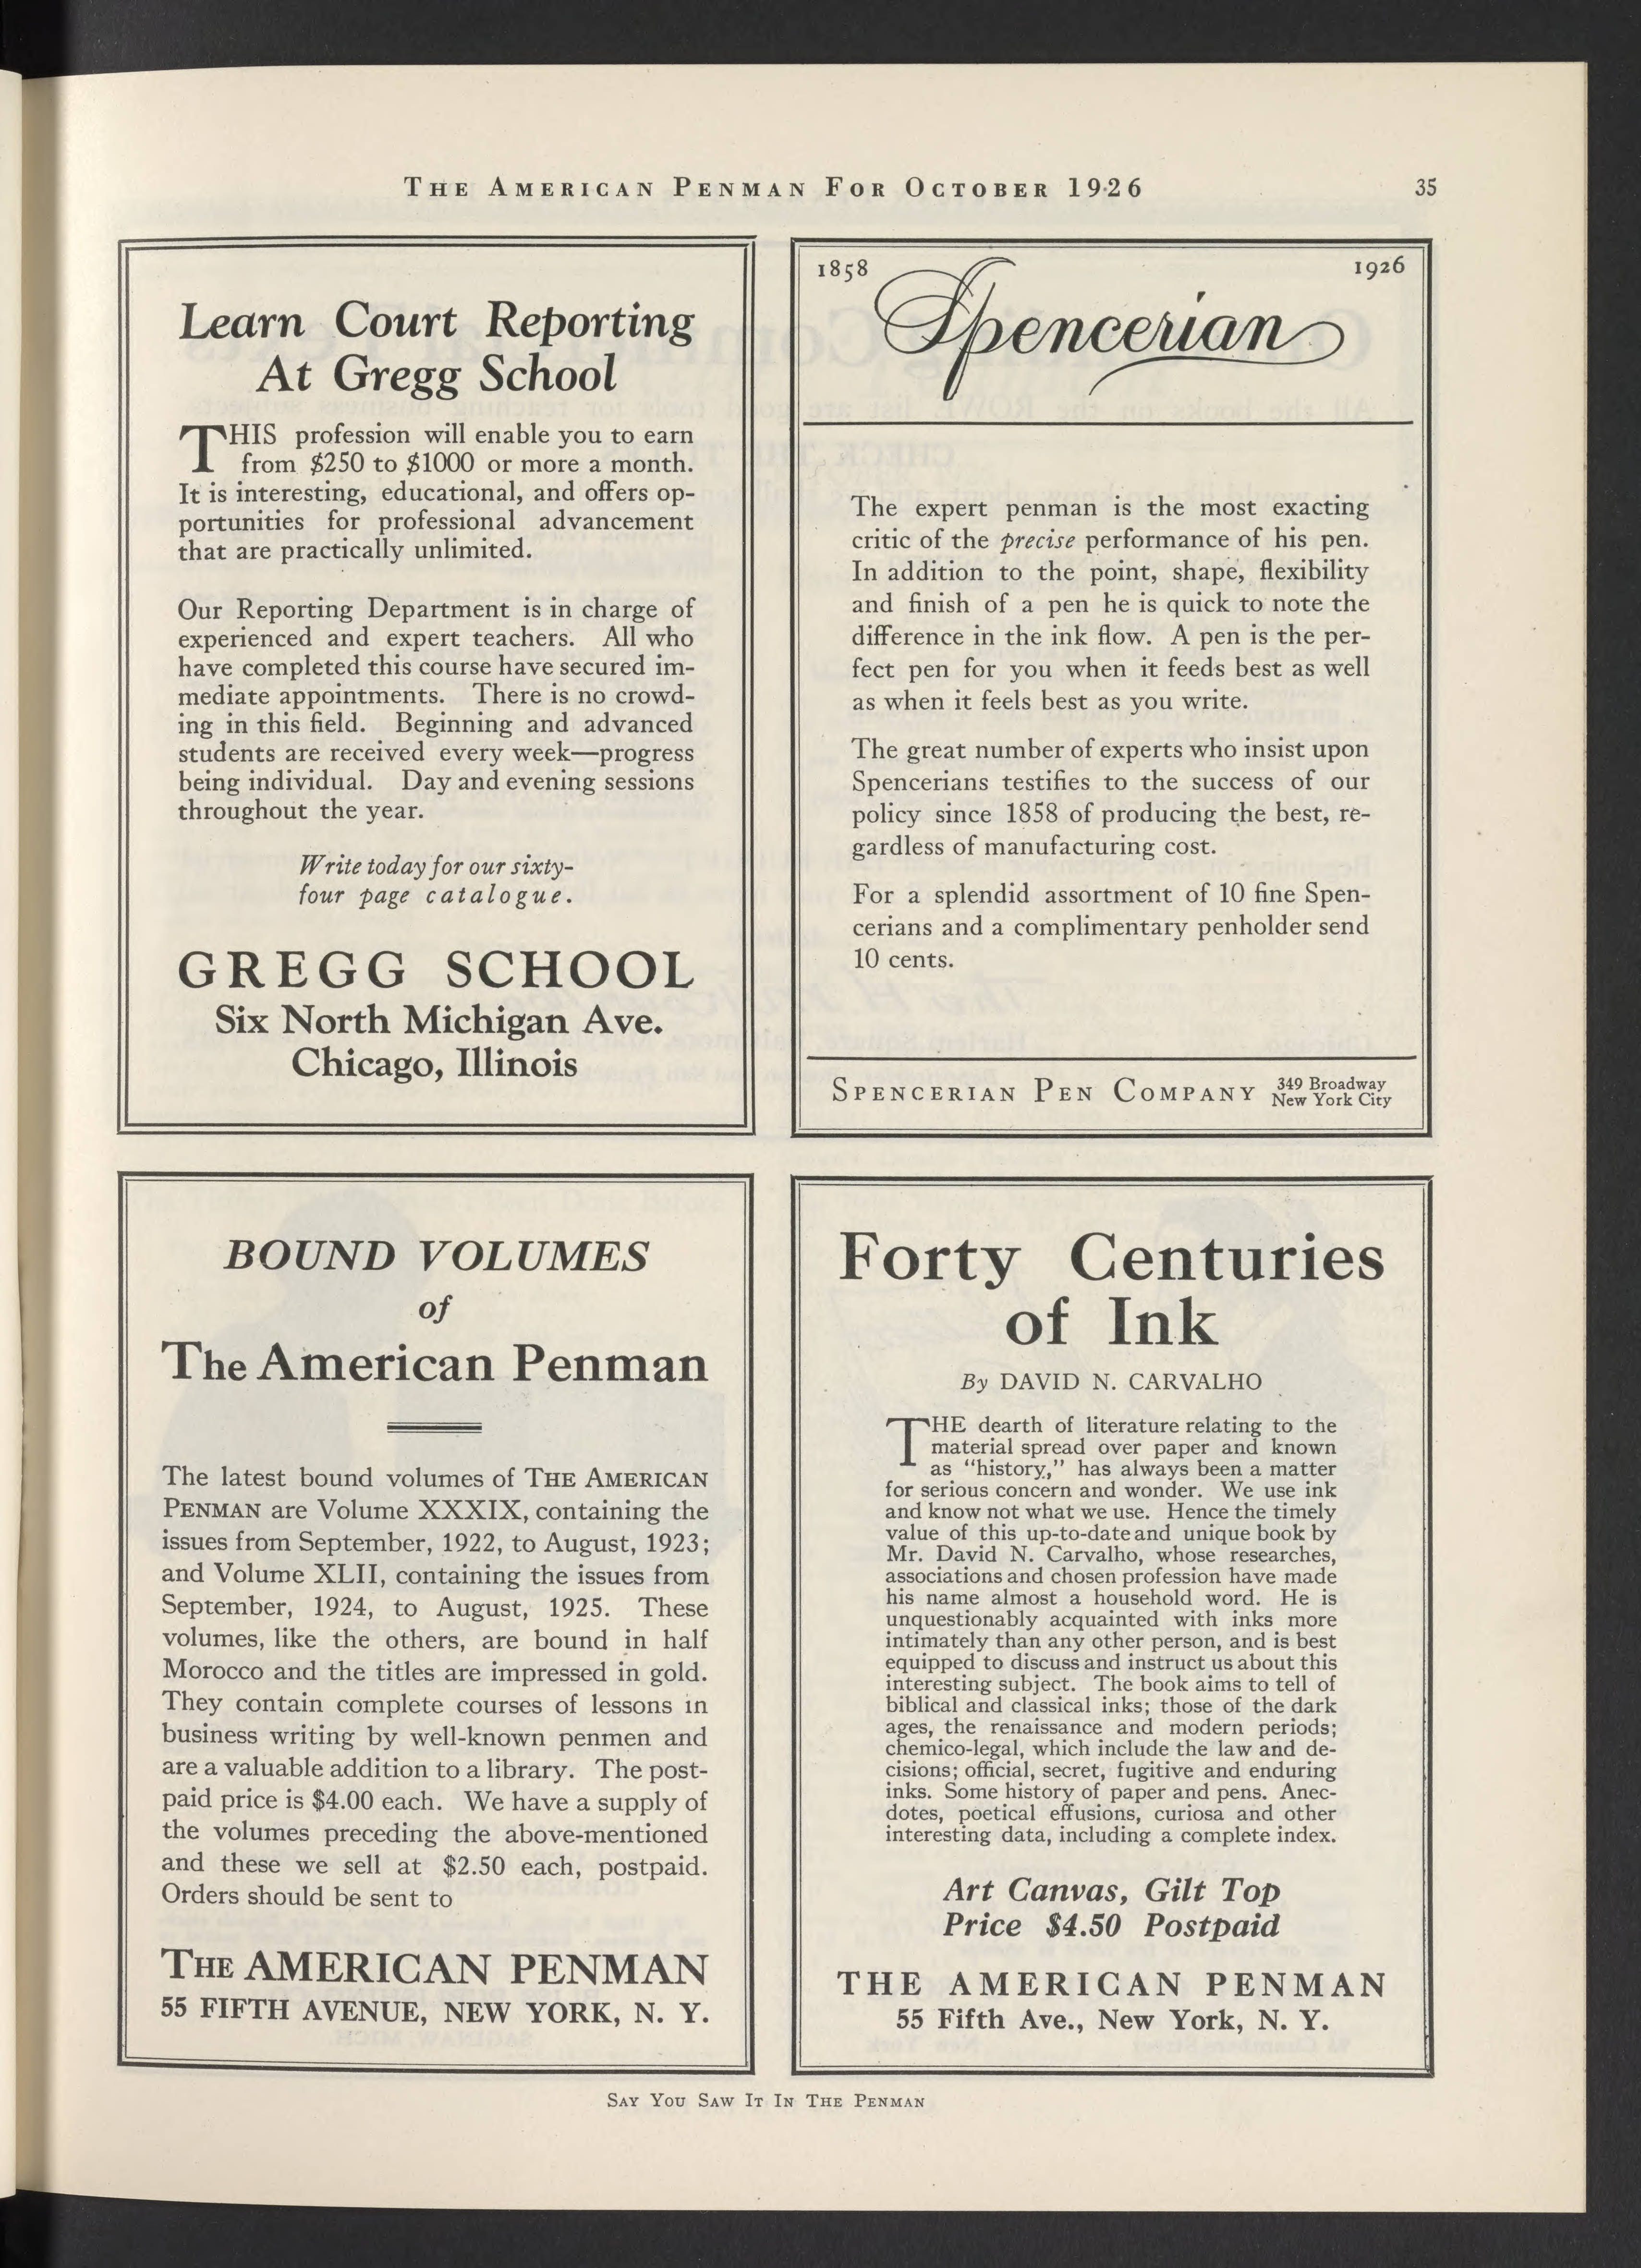 THE AMERICAN PENMAN FOR OCTOBER 1926
35
Learn Court Reporting
At Gregg School
THIS profession will enable you to earn
from $250 to $1000 or more a month.
It is interesting, educational, and offers op-
portunities for professional advancement
that are practically unlimited.
Our Reporting Department is in charge of
experienced and expert teachers. All who
have completed this course have secured im-
mediate appointments. There is no crowd-
ing in this field. Beginning and advanced
students are received every week—progress
being individual. Day and evening sessions
throughout the year.
Write today for our sixty-
four page catalogue.
GREGG SCHOOL
Six North Michigan Ave.
Chicago, Illinois
1858
1926
Spencerian
The expert penman is the most exacting
critic of the precise performance of his pen.
In addition to the point, shape, flexibility
and finish of a pen he is quick to note the
difference in the ink flow. A pen is the per-
fect pen for you when it feeds best as well
as when it feels best as you write.
The great number of experts who insist upon
Spencerians testifies to the success of our
policy since 1858 of producing the best, re-
gardless of manufacturing cost.
For a splendid assortment of 10 fine Spen-
cerians and a complimentary penholder send
10 cents.
SPENCERIAN PEN COMPANY
349 Broadway
New York City
BOUND VOLUMES
of
The American Penman
The latest bound volumes of THE AMERICAN
PENMAN are Volume XXXIX, containing the
issues from September, 1922, to August, 1923;
and Volume XLII, containing the issues from
September, 1924, to August, 1925. These
volumes, like the others, are bound in half
Morocco and the titles are impressed in gold.
They contain complete courses of lessons in
business writing by well-known penmen and
are a valuable addition to a library. The post-
paid price is $4.00 each. We have a supply of
the volumes preceding the above-mentioned
and these we sell at $2.50 each, postpaid.
Orders should be sent to
THE AMERICAN PENMAN
55 FIFTH AVENUE, NEW YORK, N. Y.
Forty Centuries
of Ink
By DAVID N. CARVALHO
THE dearth of literature relating to the
material spread over paper and known
as "history," has always been a matter
for serious concern and wonder. We use ink
and know not what we use. Hence the timely
value of this up-to-date and unique book by
Mr. David N. Carvalho, whose researches,
associations and chosen profession have made
his name almost a household word. He is
unquestionably acquainted with inks more
intimately than any other person, and is best
equipped to discuss and instruct us about this
interesting subject. The book aims to tell of
biblical and classical inks; those of the dark
ages, the renaissance and modern periods;
chemico-legal, which include the law and de-
cisions; official, secret, fugitive and enduring
inks. Some history of paper and pens. Anec-
dotes, poetical effusions, curiosa and other
interesting data, including a complete index.
Art Canvas, Gilt Top
Price $4.50 Postpaid
THE AMERICAN PENMAN
55 Fifth Ave., New York, N. Y.
SAY YOU SAW IT IN THE PENMAN